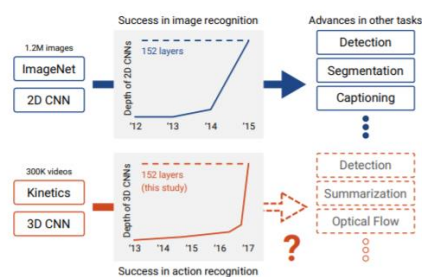 Success in image recognition
Advances in other tasks
1.2M images
ImageNet
2D CNN
Depth of 2D CNNs
152 layers
'12 '13 '14 '15
Detection
Segmentation
Captioning
300K videos
Kinetics
3D CNN
Depth of 3D CNNs
152 layers
(this study)
'13 '14 '15 '16 '17
Success in action recognition
?
Detection
Summarization
Optical Flow